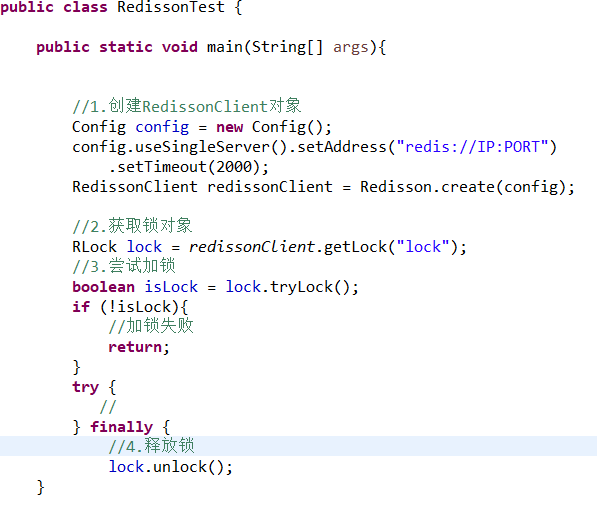 public class RedissonTest {
public static void main(String[] args){
//1.创建RedissonClient对象
Config config = new Config();
config.useSingleServer().setAddress("redis://IP:PORT")
.setTimeout(2000);
RedissonClient redissonClient = Redisson.create(config);
//2.获取锁对象
RLock lock = redissonClient.getLock("lock");
//3.尝试加锁
boolean isLock = lock.tryLock();
if (!isLock){
//加锁失败
return;
}
try {
//
} finally {
//4.释放锁
lock.unlock();
}